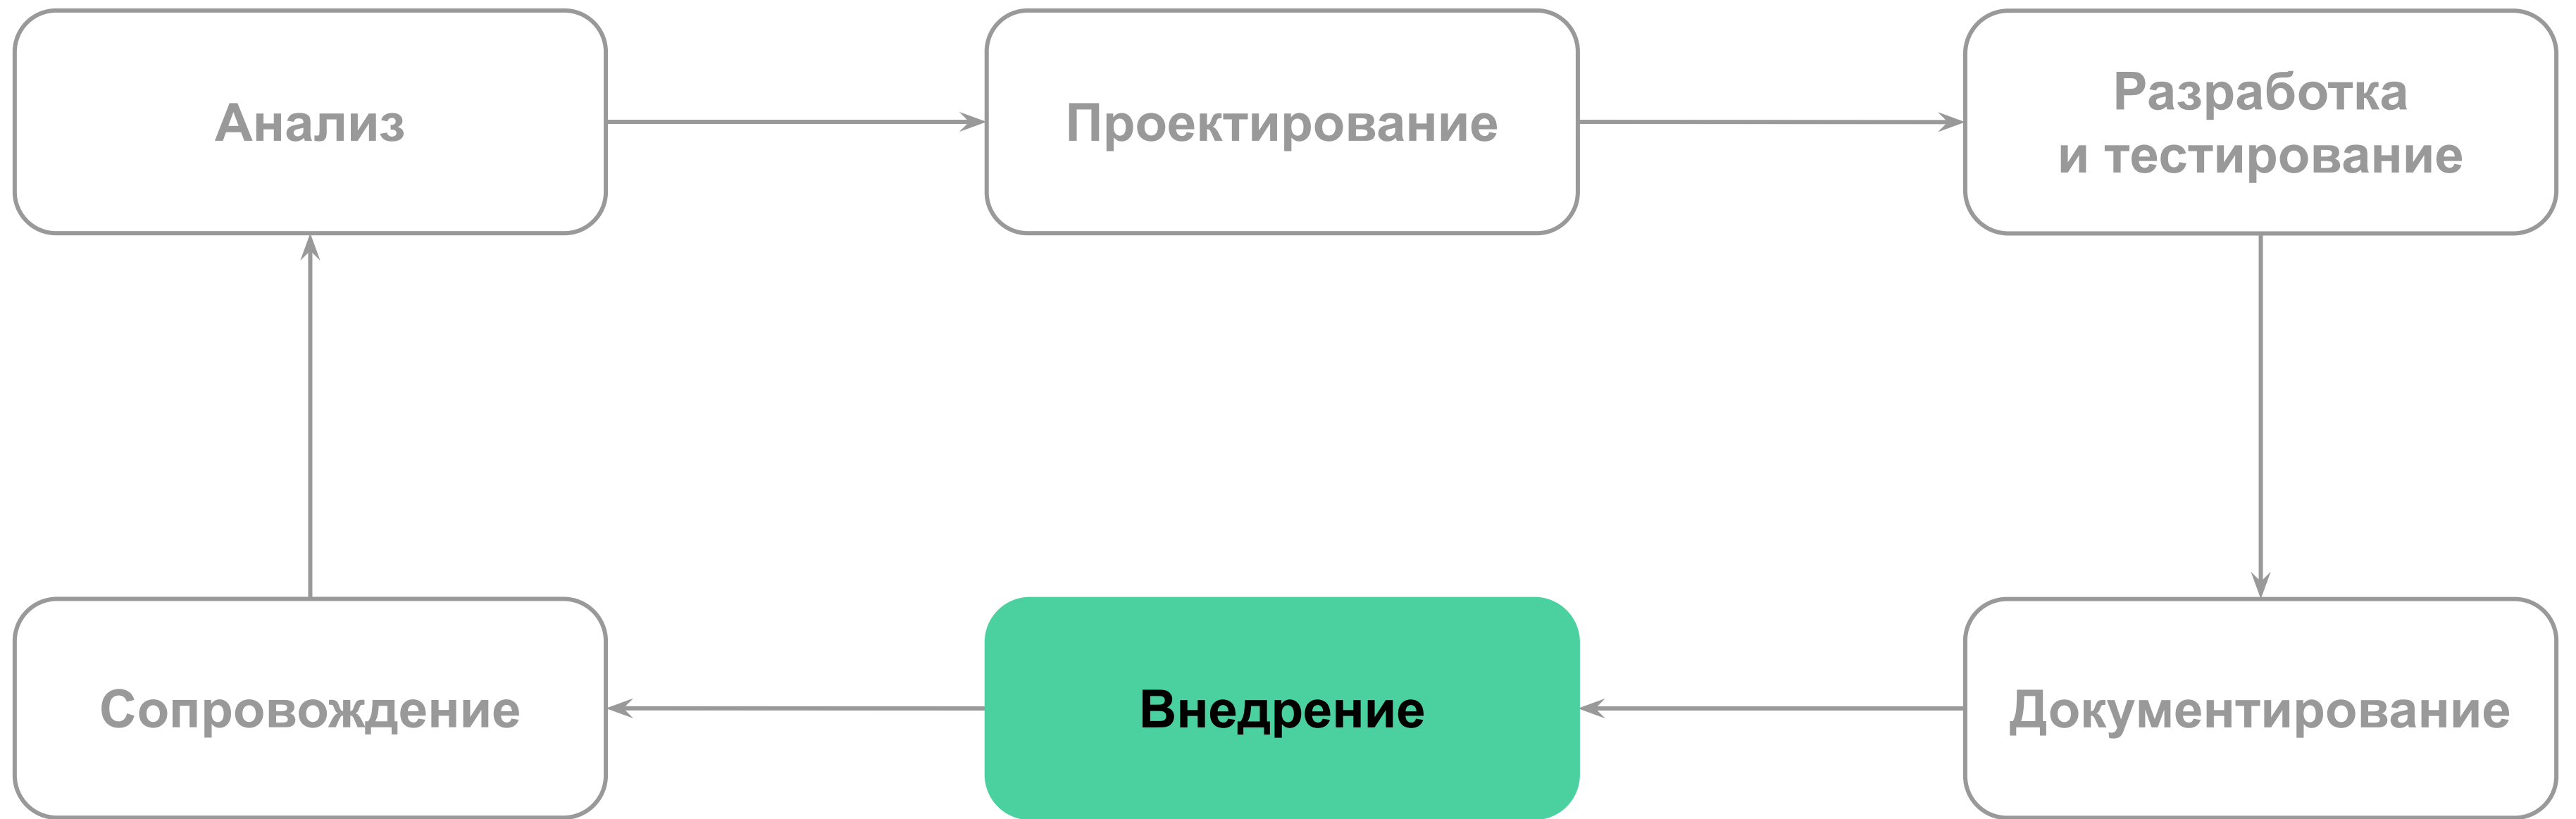 Анализ
Проектирование
Разработка
и тестирование
Сопровождение
Внедрение
Документирование